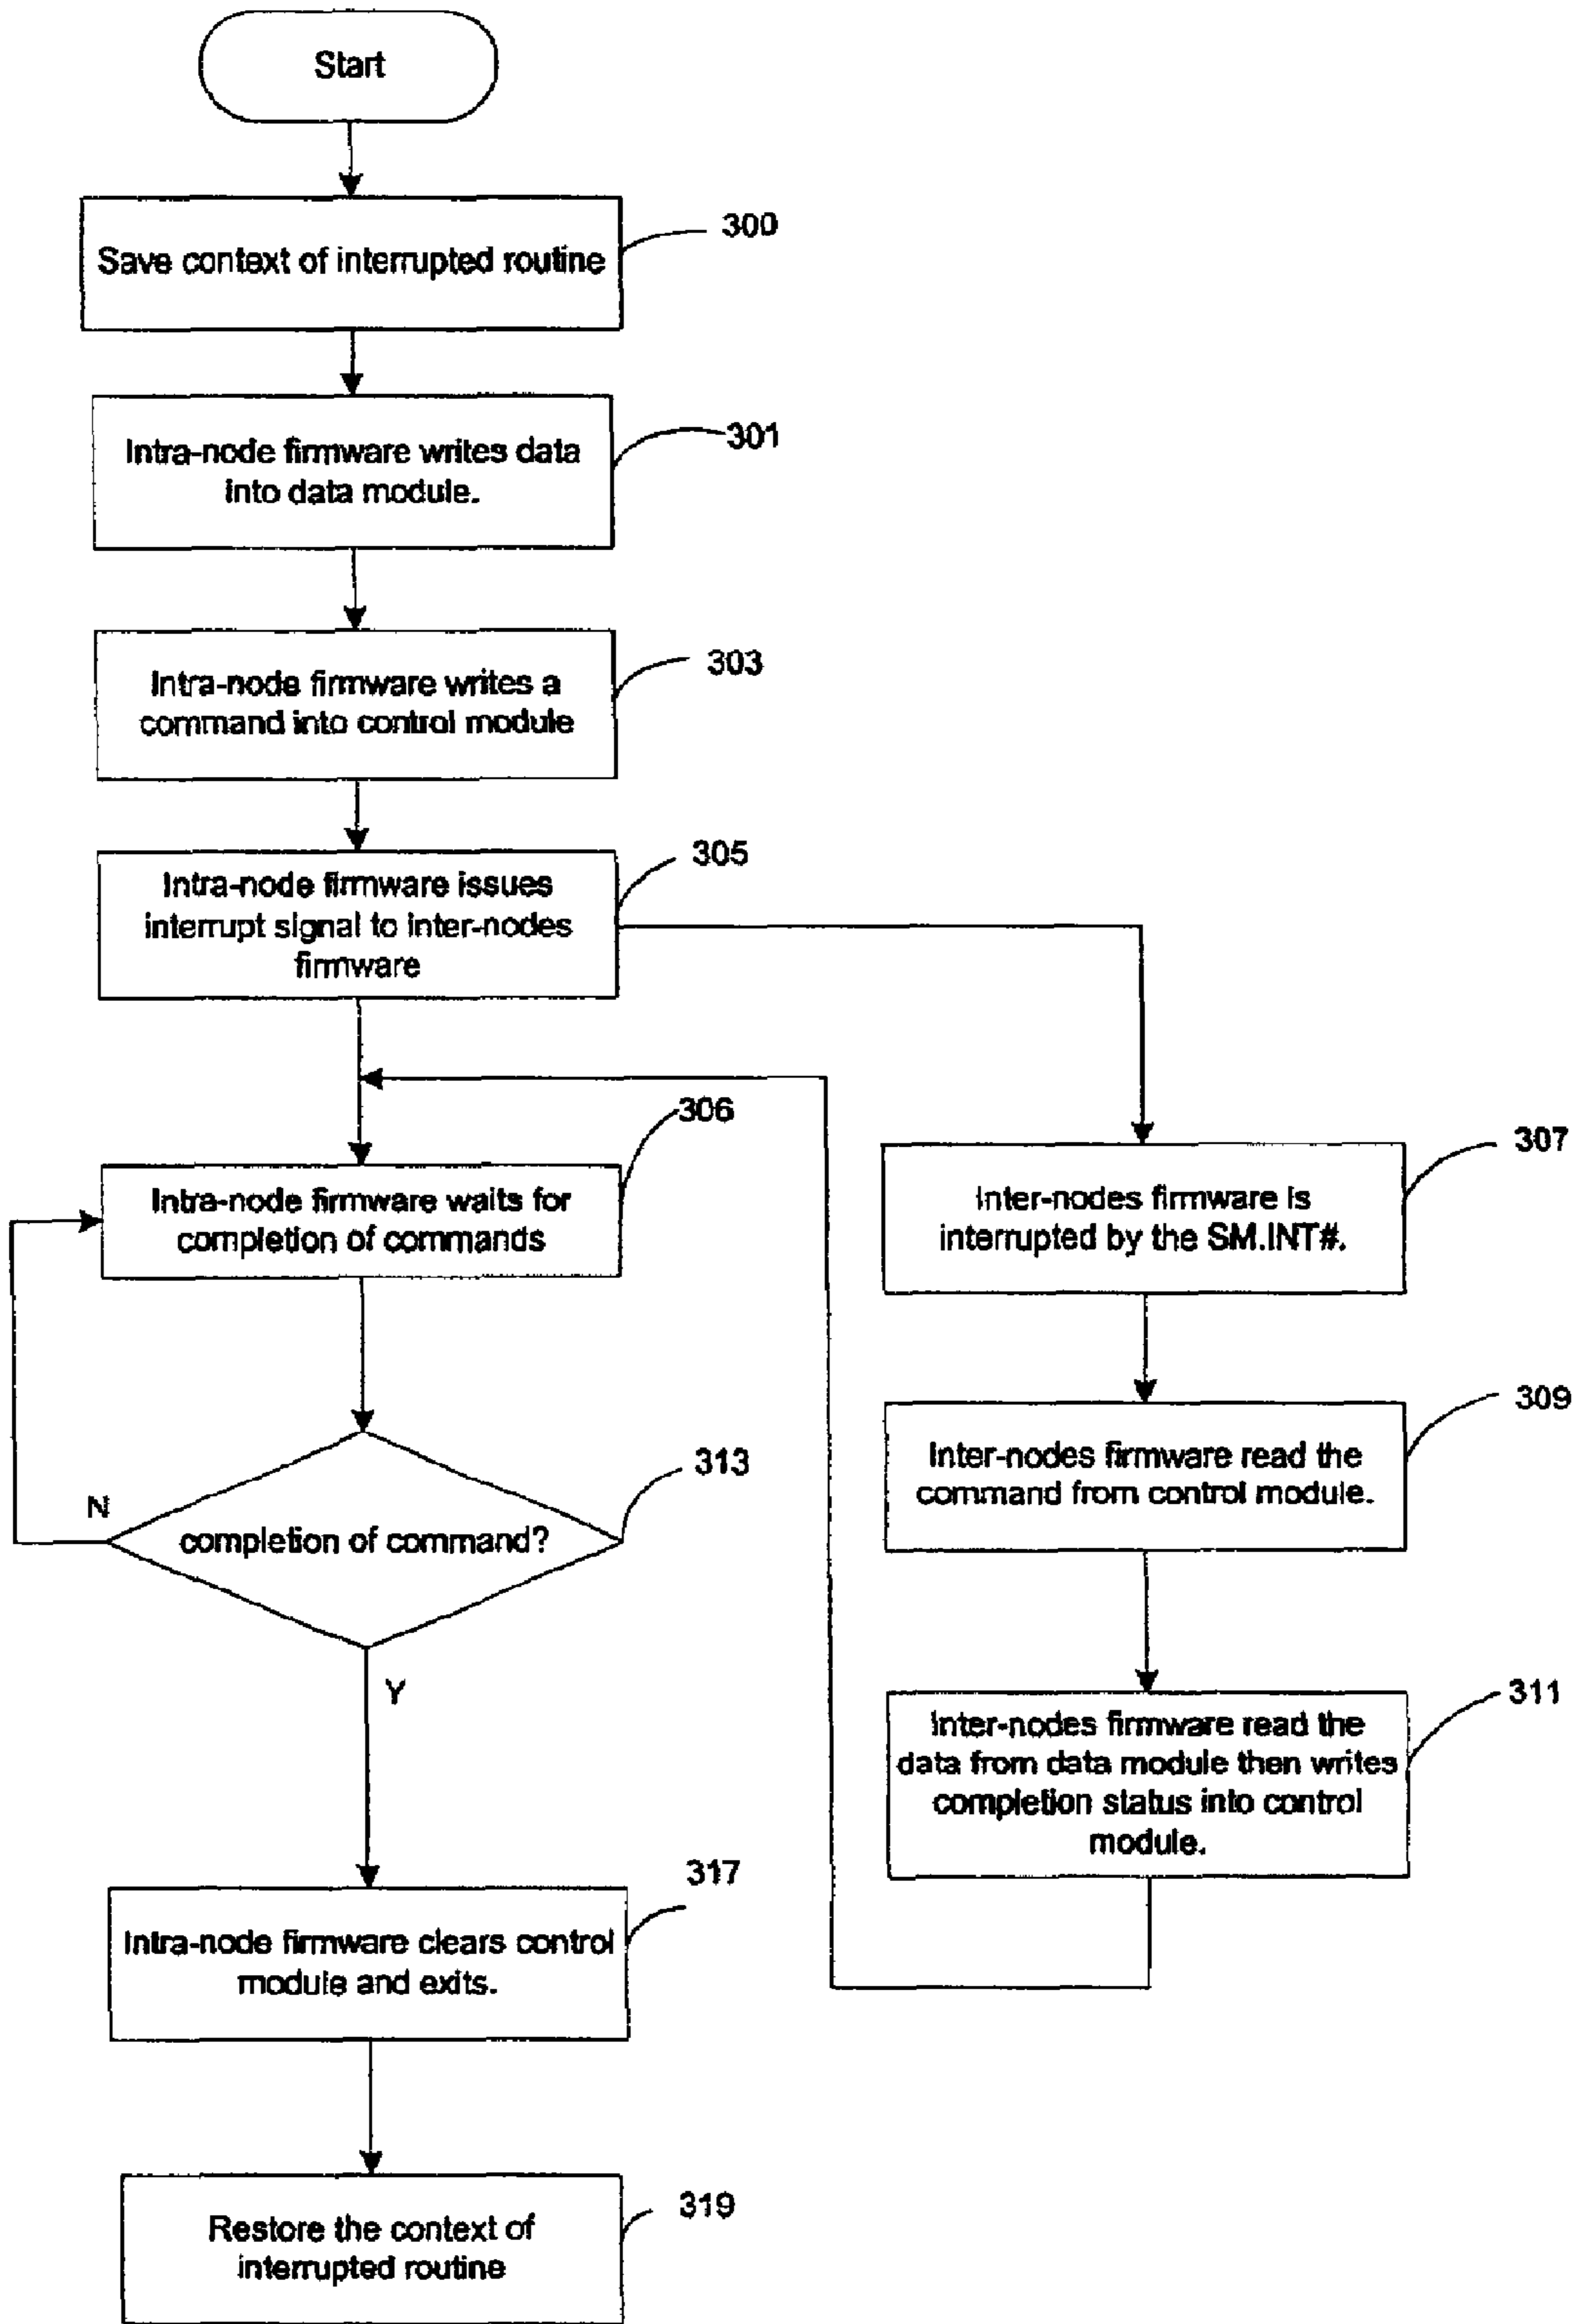 Start
Save context of interrupted routine
300
Intra-node firmware writes data
into data module.
301
Intra-node firmware writes a
command into control module
303
Intra-node firmware issues
interrupt signal to inter-nodes
firmware
305
306
Intra-node firmware waits for
completion of commands
307
Inter-nodes firmware is
interrupted by the SM.INT#.
309
Inter-nodes firmware read the
command from control module.
313
N
completion of command?
Y
311
Inter-nodes firmware read the
data from data module then writes
completion status into control
module.
317
Intra-node firmware clears control
module and exits.
319
Restore the context of
interrupted routine